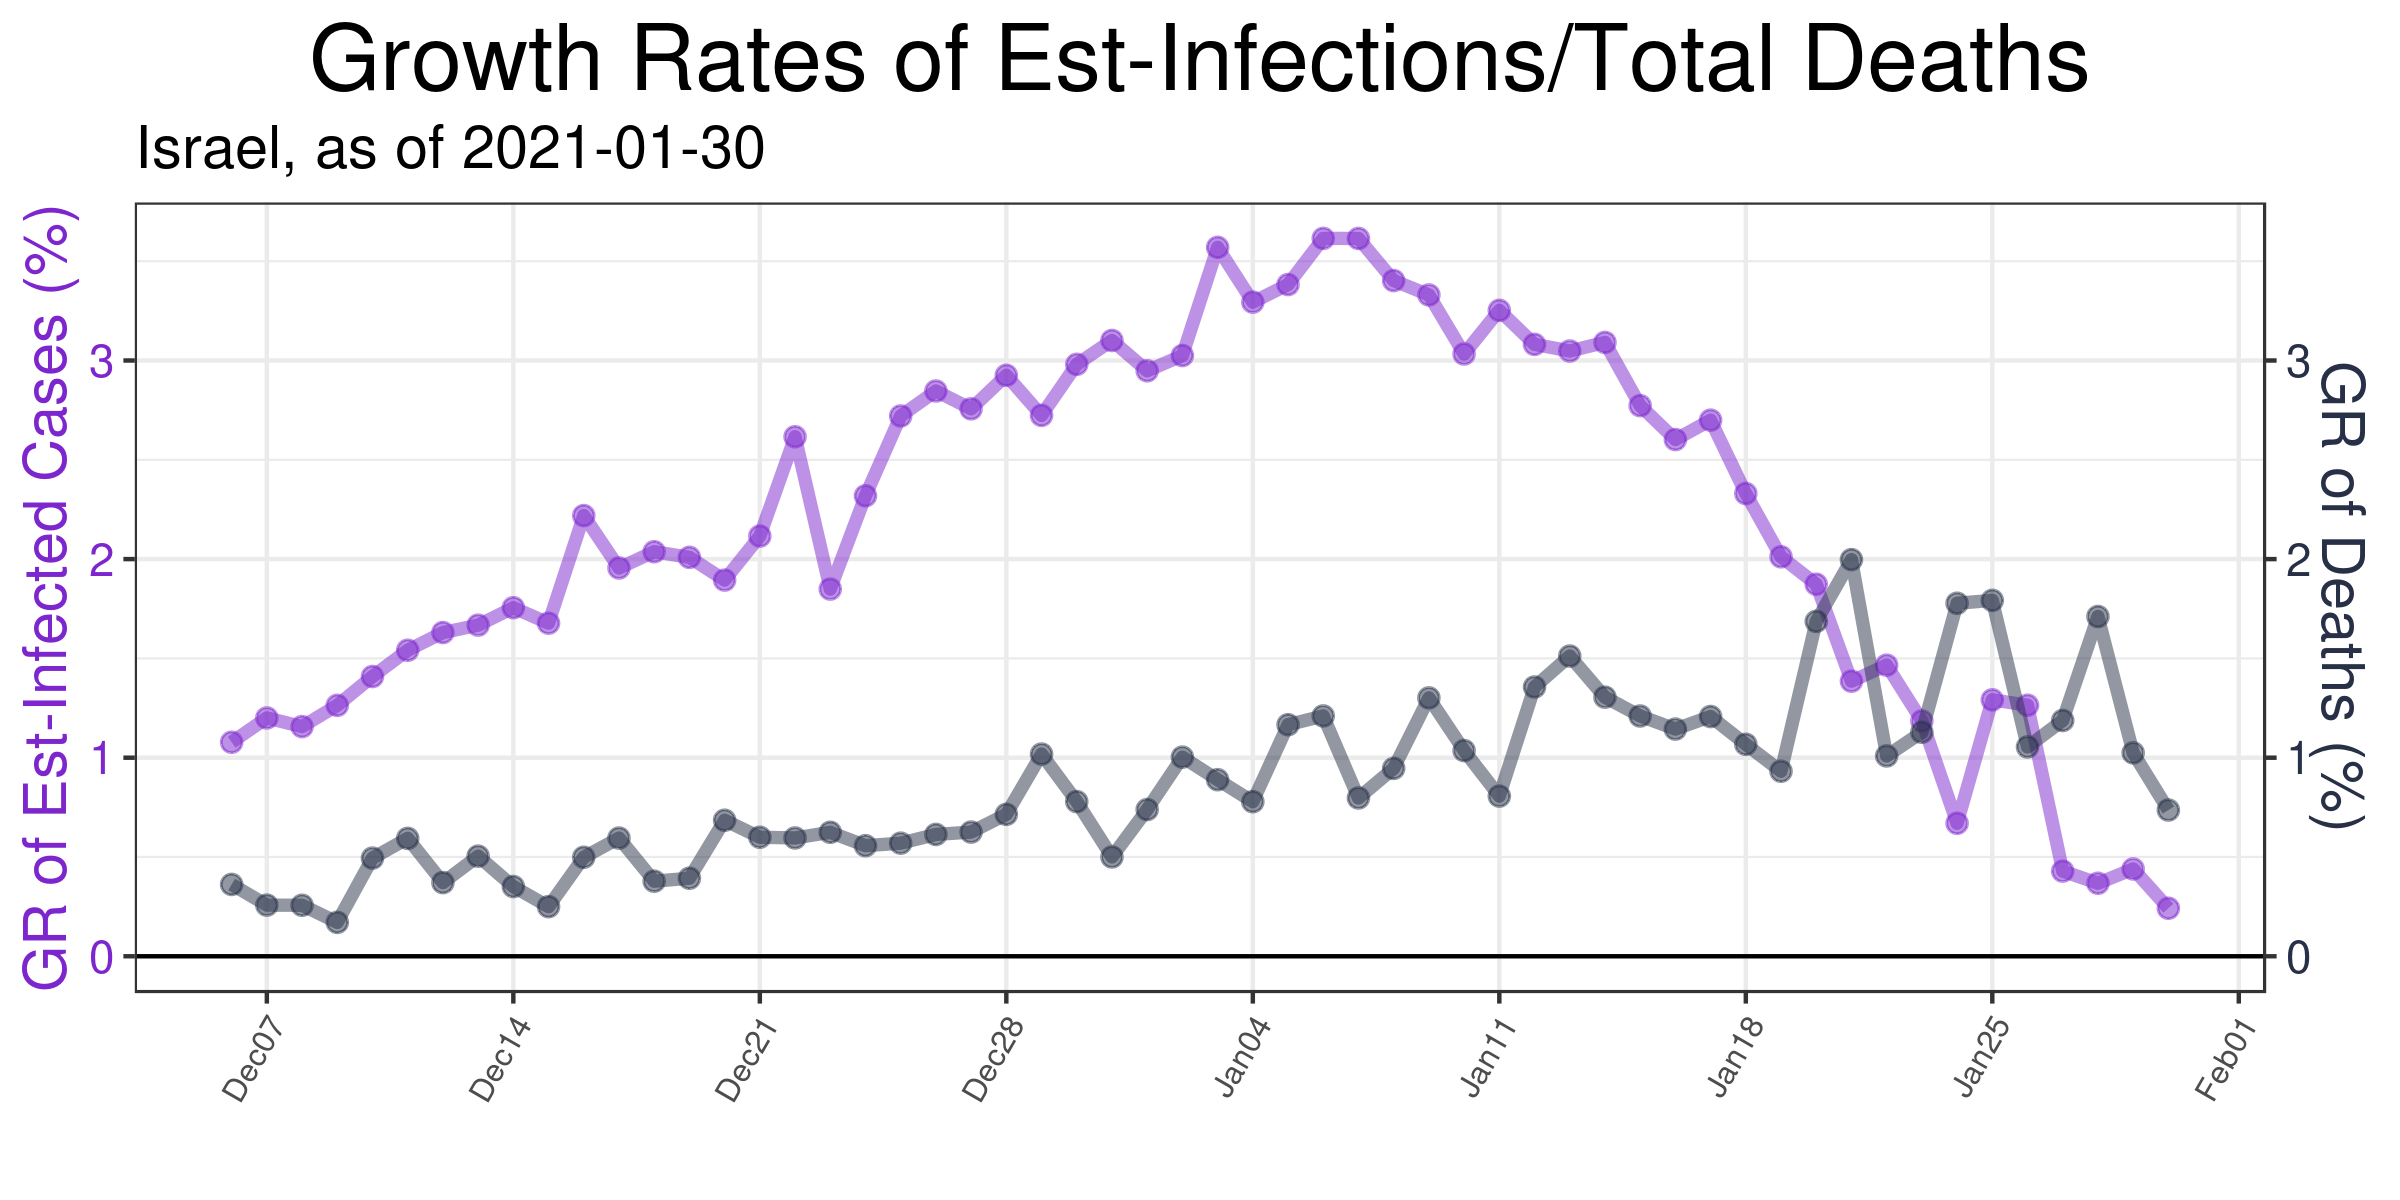 Growth Rates of Est-Infections/Total Deaths
Israel, as of 2021-01-30
GR of Est-Infected Cases (%)
3
2
1
0
3
2
1
0
GR of Deaths (%)
Dec07
Dec14
Dec21
Dec28
Jan04
Jan11
Jan18
Jan25
Feb01